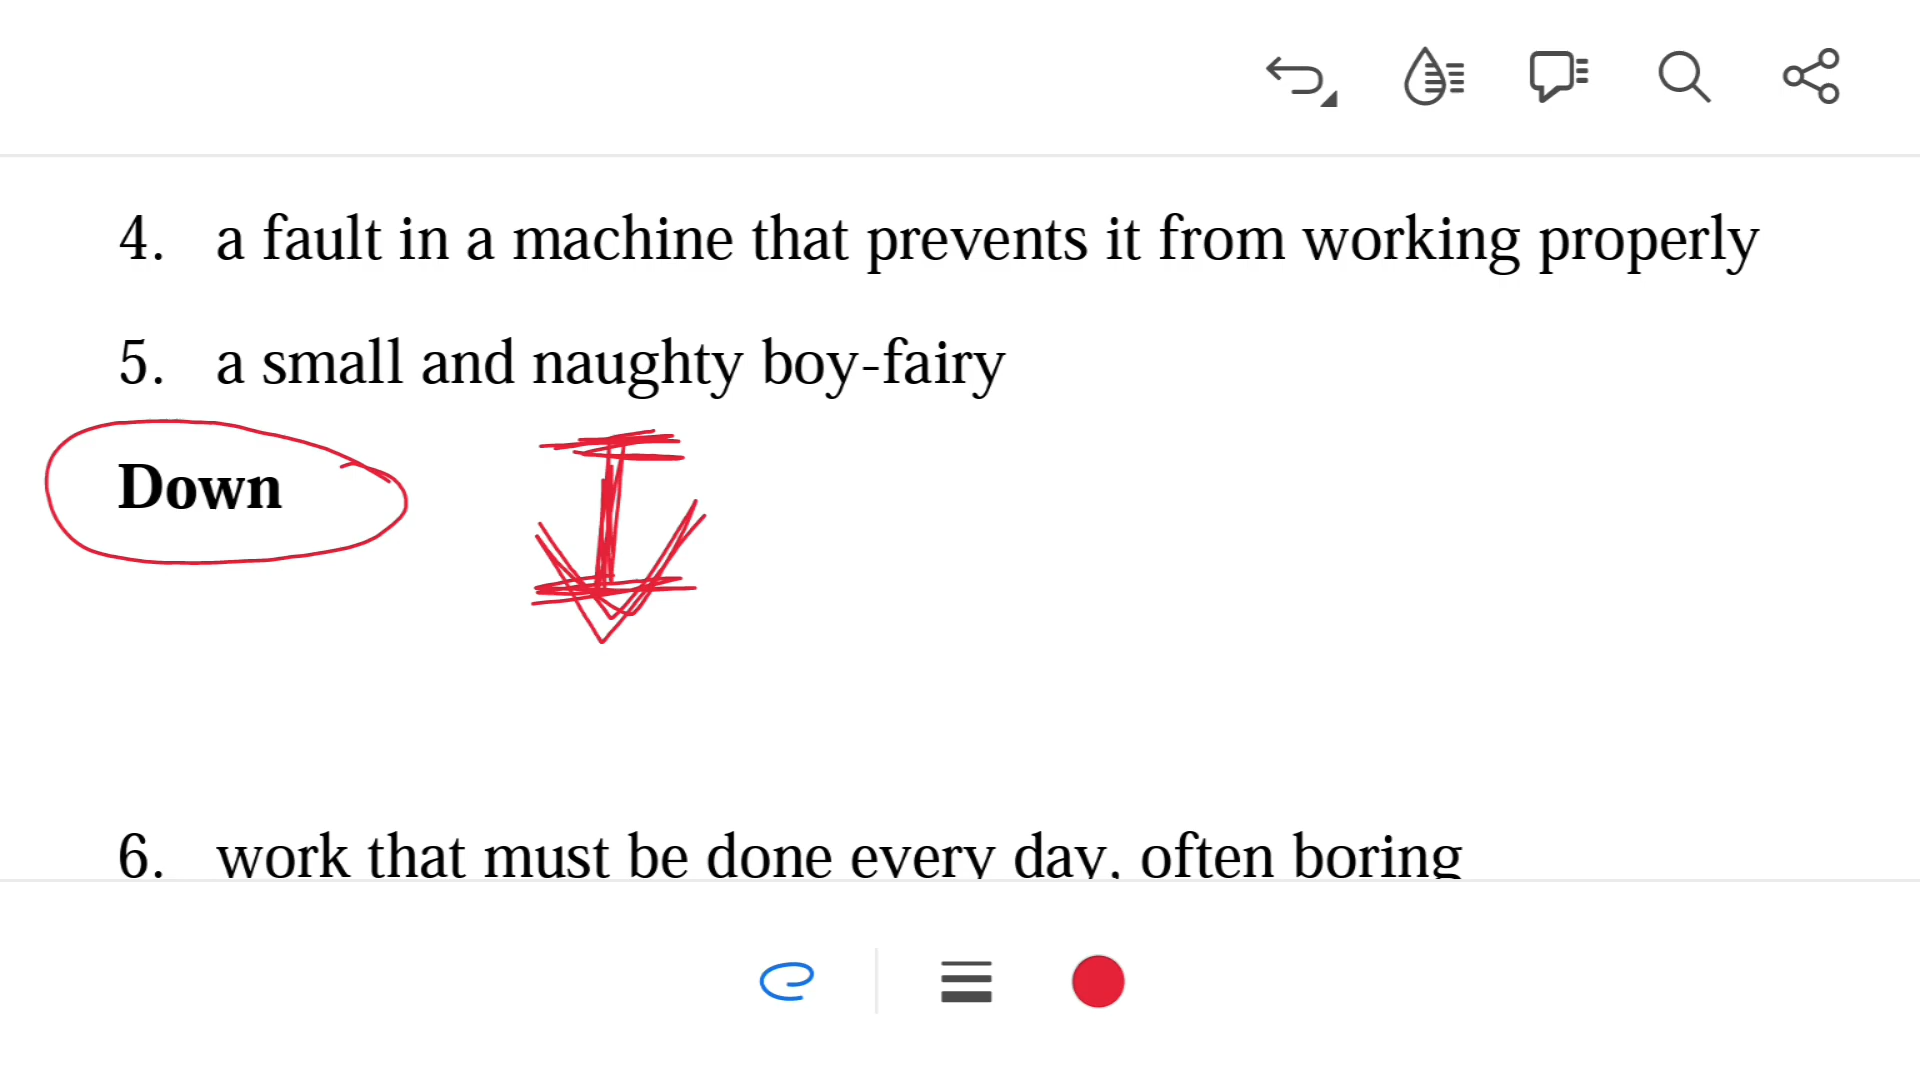 4. a fault in a machine that prevents it from working properly
5. a small and naughty boy-fairy
Down
6. work that must be done every day, often boring